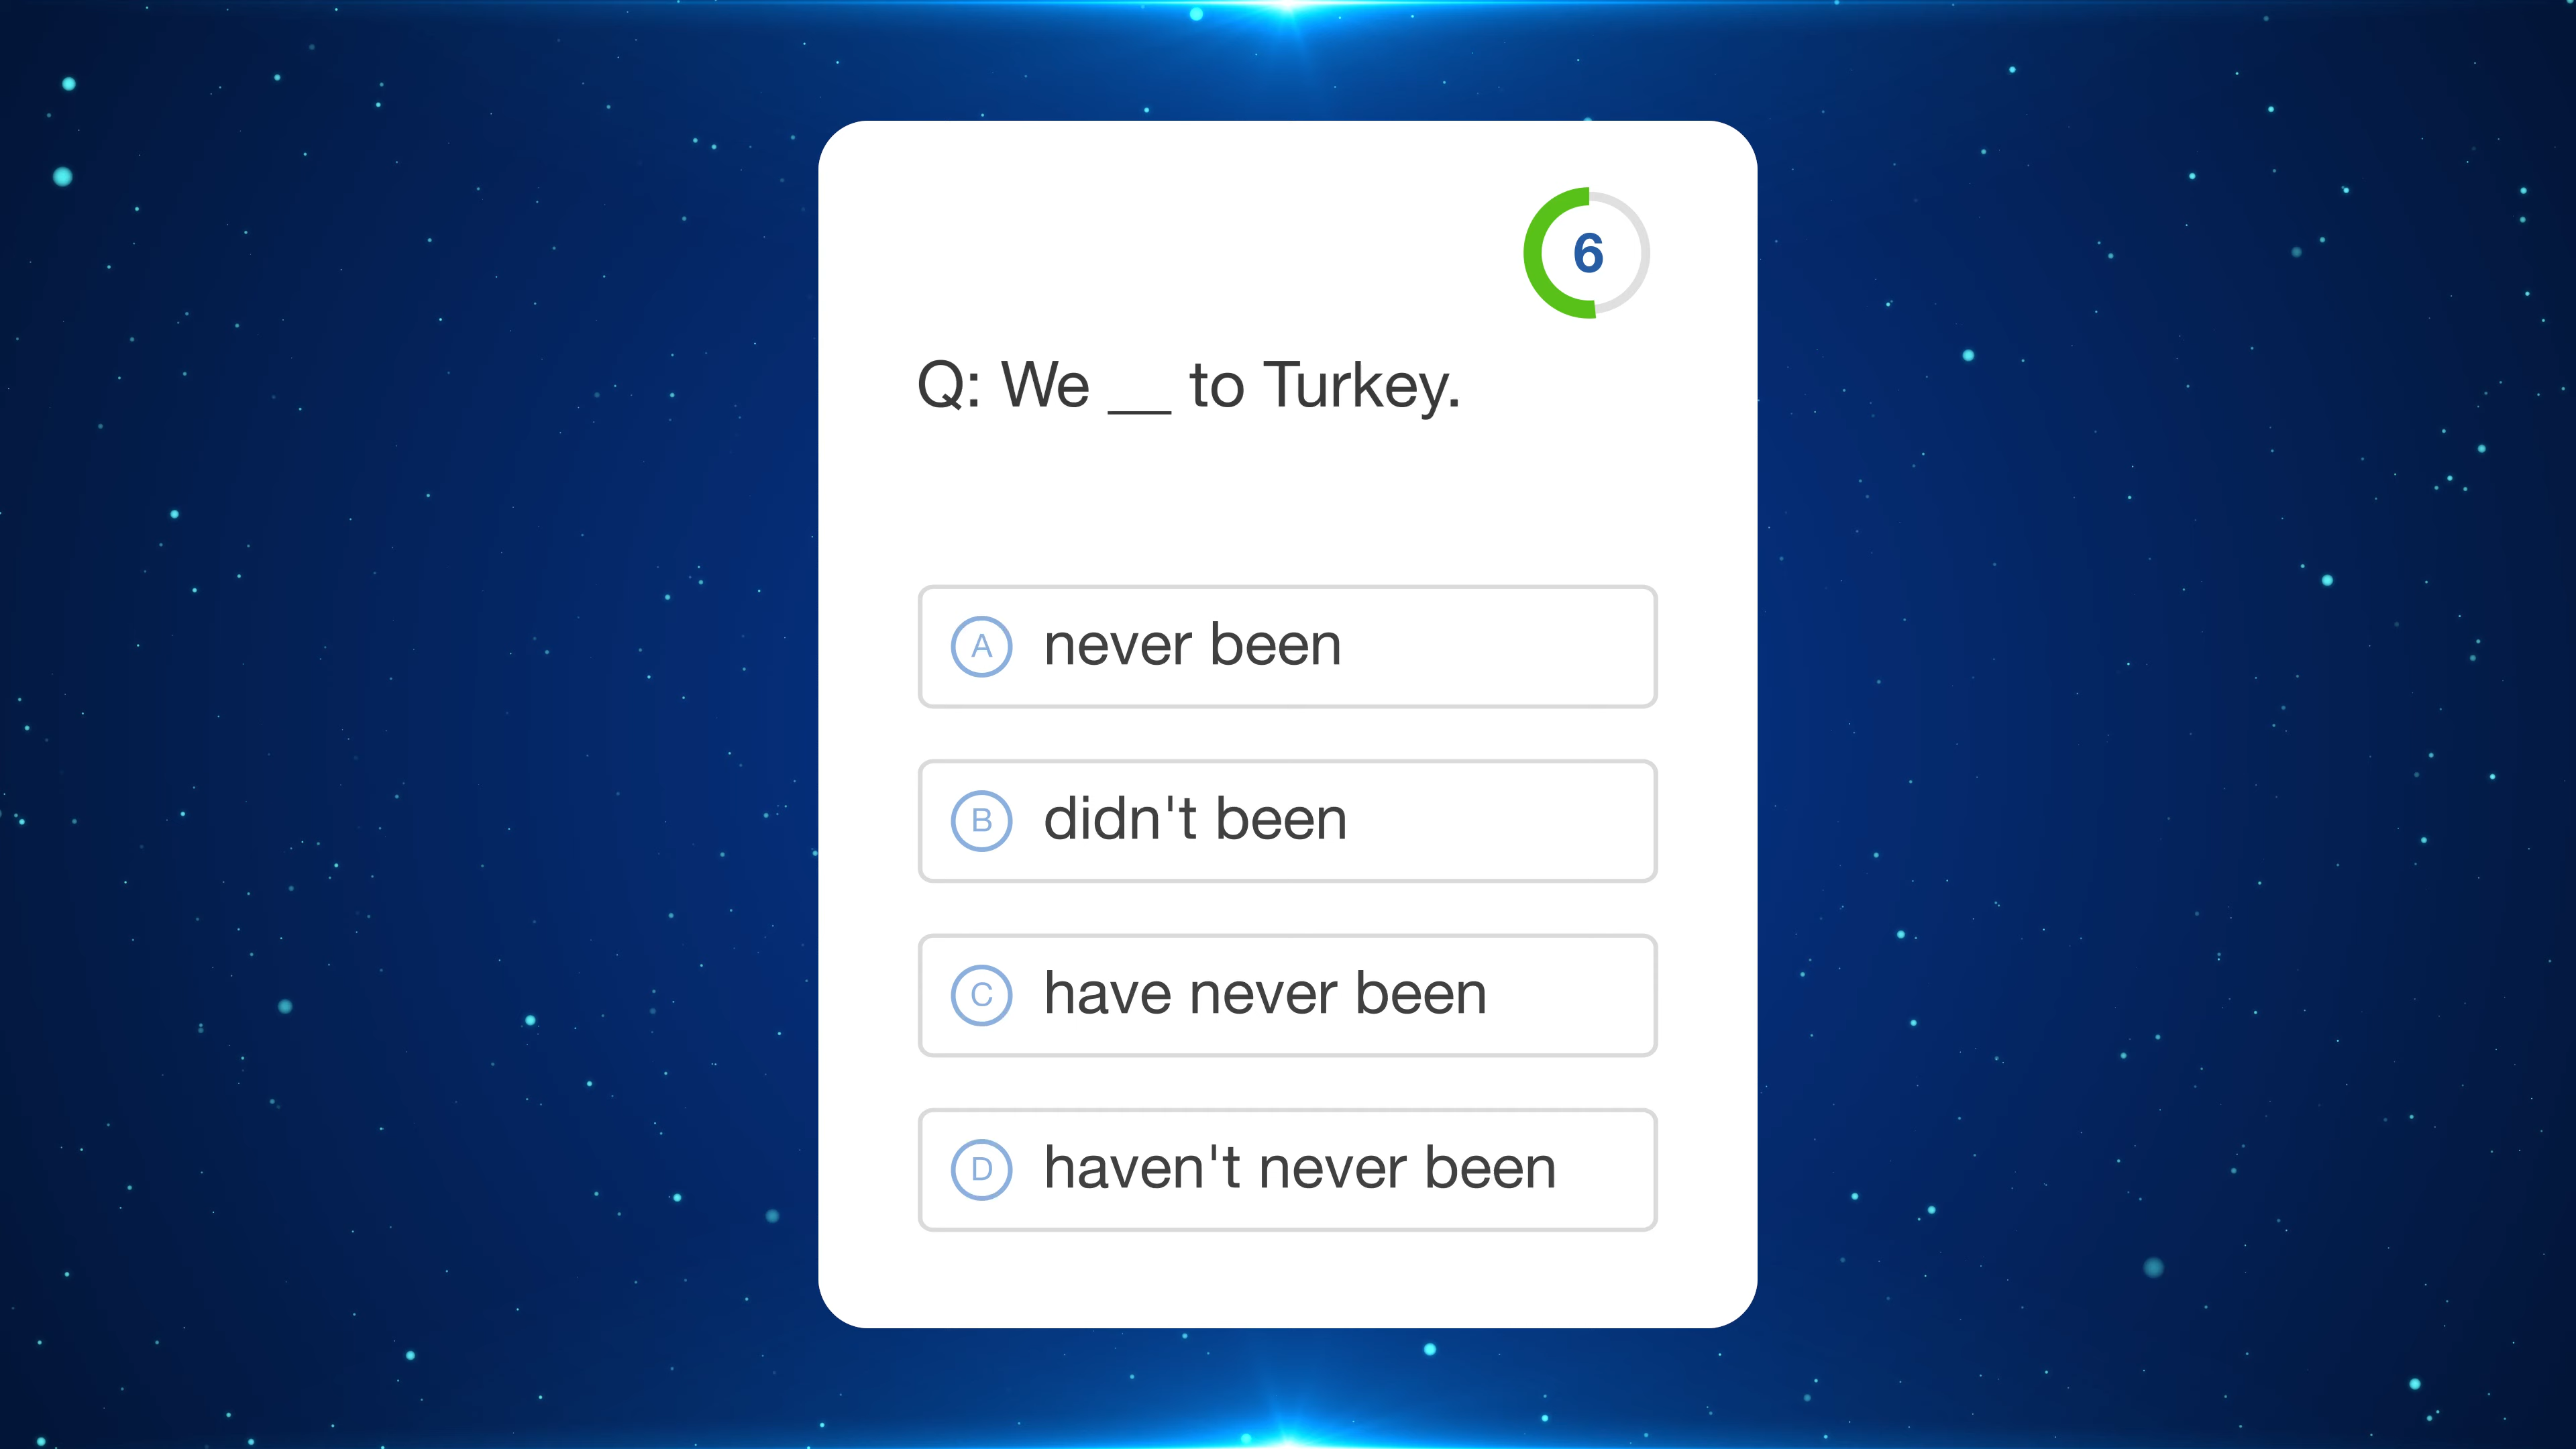 6
Q: We __ to Turkey.
A never been
B didn't been
C have never been
D haven't never been